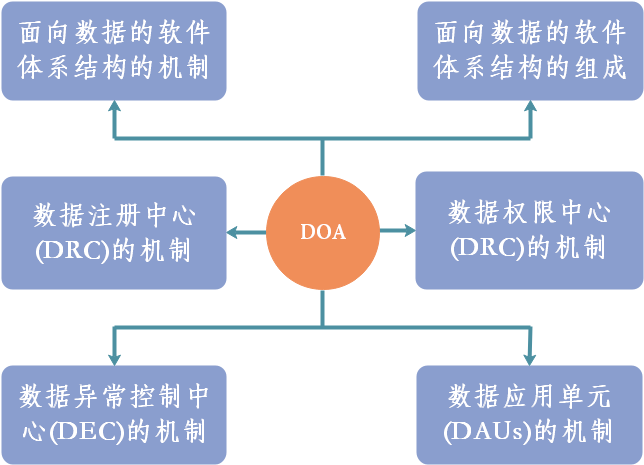 面向数据的软件
体系结构的机制
面向数据的软件
体系结构的组成
数据注册中心
(DRC)的机制
DOA
数据权限中心
(DRC)的机制
数据异常控制中
心(DEC)的机制
数据应用单元
(DAUs)的机制